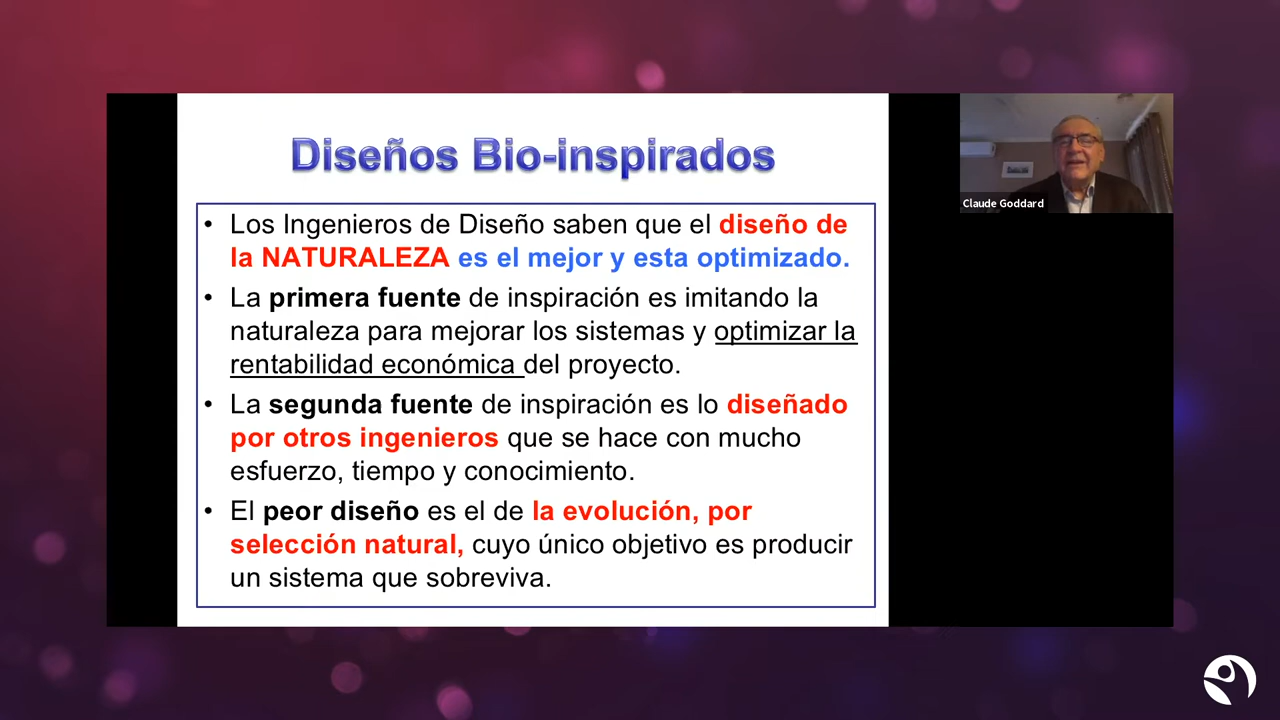 Diseños Bio-inspirados
• Los Ingenieros de Diseño saben que el diseño de
la NATURALEZA es el mejor y esta optimizado.
• La primera fuente de inspiración es imitando la
naturaleza para mejorar los sistemas y optimizar la
rentabilidad económica del proyecto.
• La segunda fuente de inspiración es lo diseñado
por otros ingenieros que se hace con mucho
esfuerzo, tiempo y conocimiento.
• El peor diseño es el de la evolución, por
selección natural, cuyo único objetivo es producir
un sistema que sobreviva.
Claude Goddard